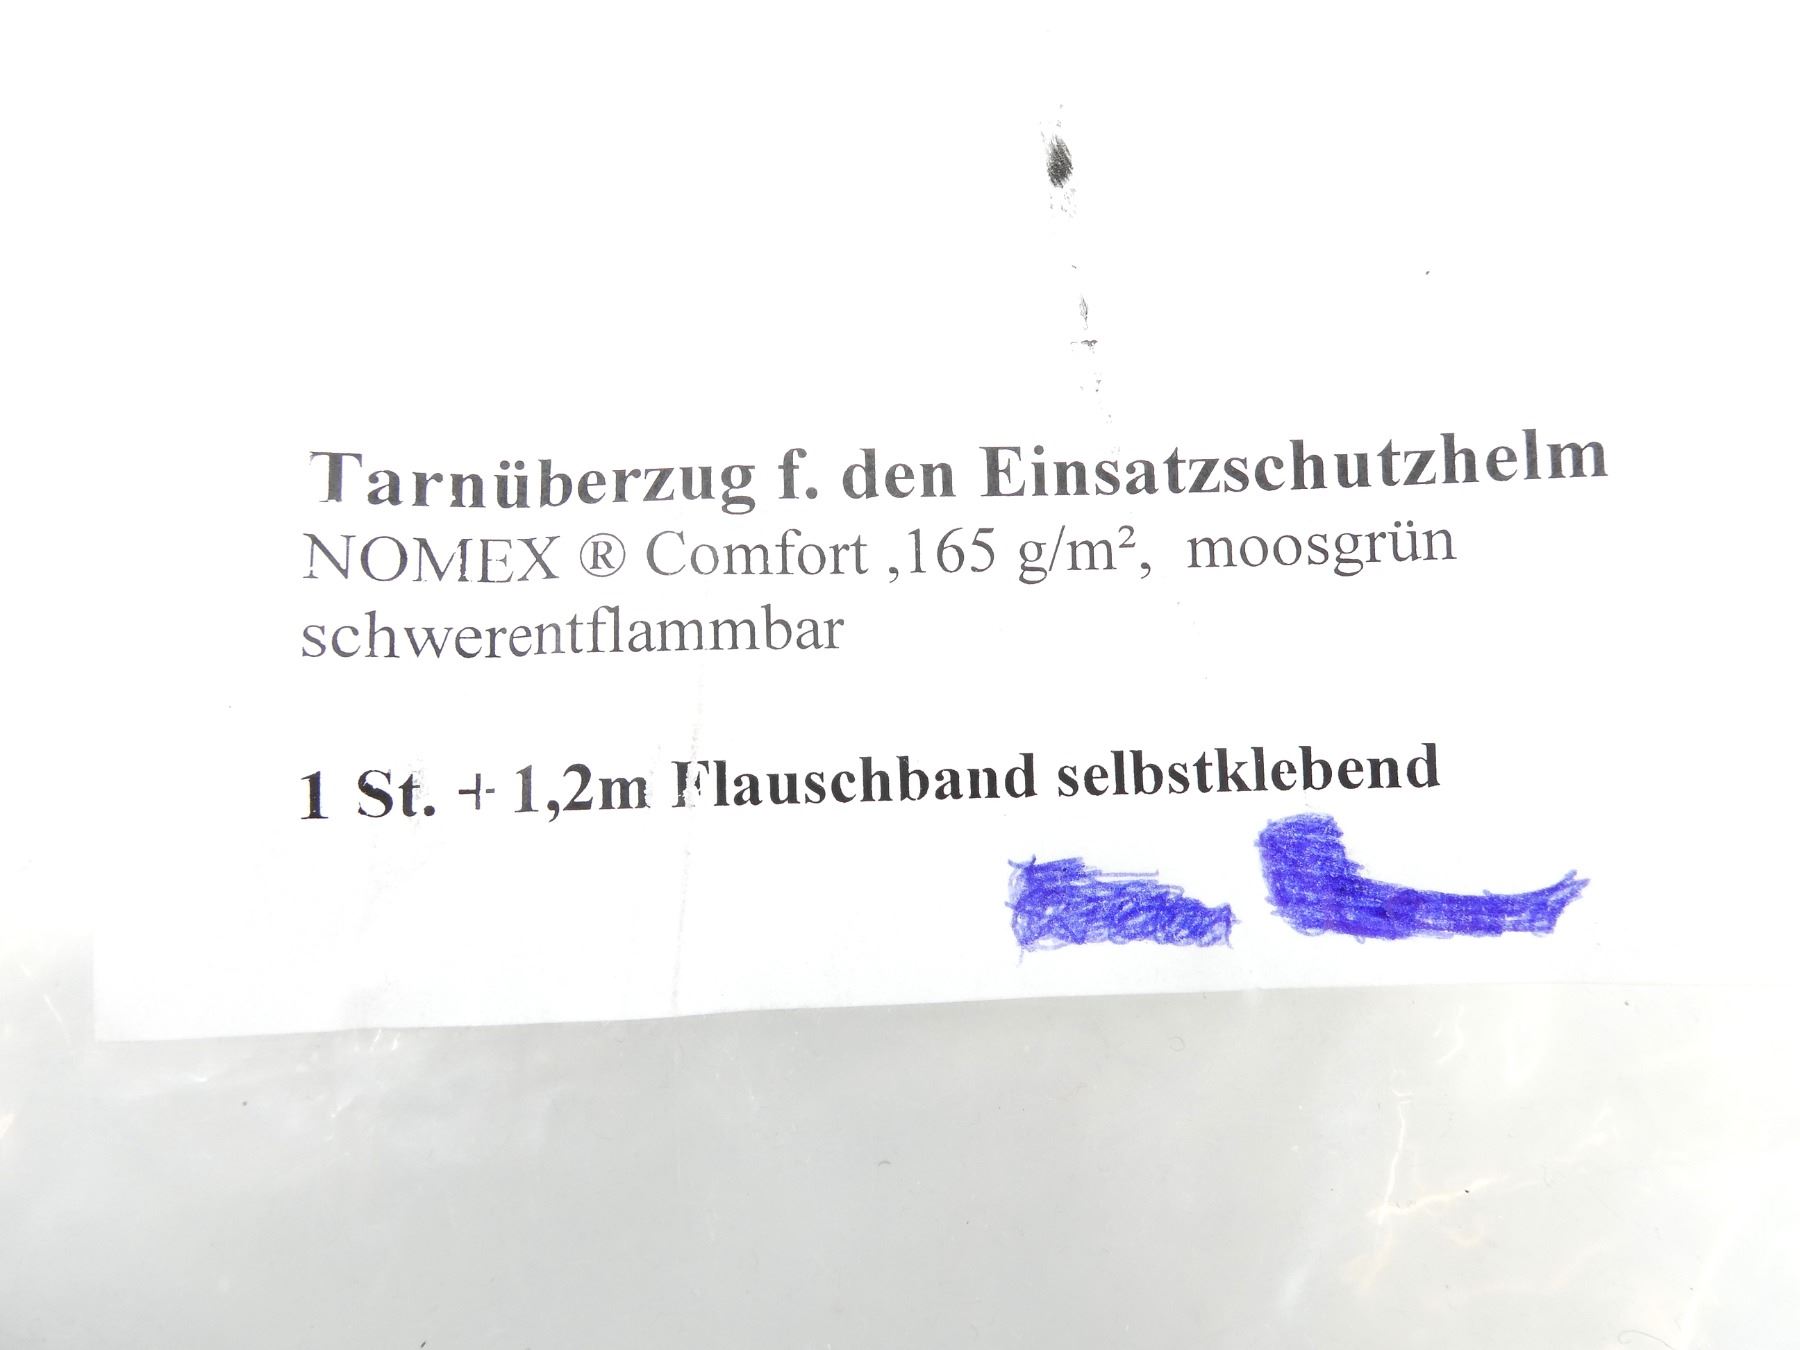 Tarnüberzug f. den Einsatzschutzhelm
NOMEX ® Comfort ,165 g/m², moosgrün
schwerentflammbar
1 St. + 1,2m Flauschband selbstklebend